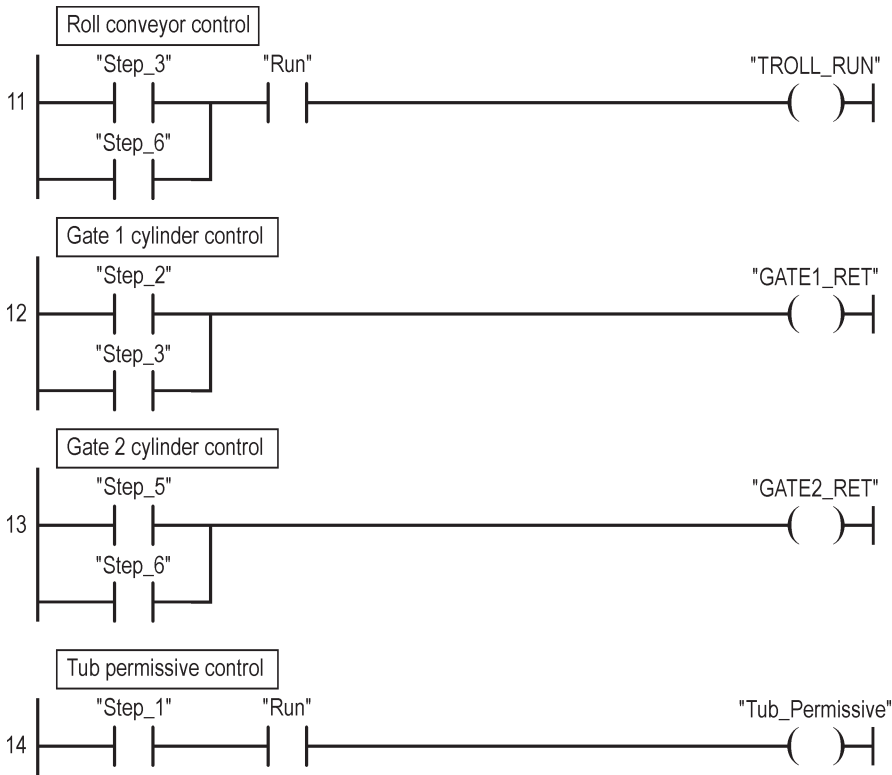 Roll conveyor control
"Step_3" "Run" "TROLL_RUN"
11
"Step_6"
Gate 1 cylinder control
"Step_2" "GATE1_RET"
12
"Step_3"
Gate 2 cylinder control
"Step_5" "GATE2_RET"
13
"Step_6"
Tub permissive control
"Step_1" "Run" "Tub_Permissive"
14